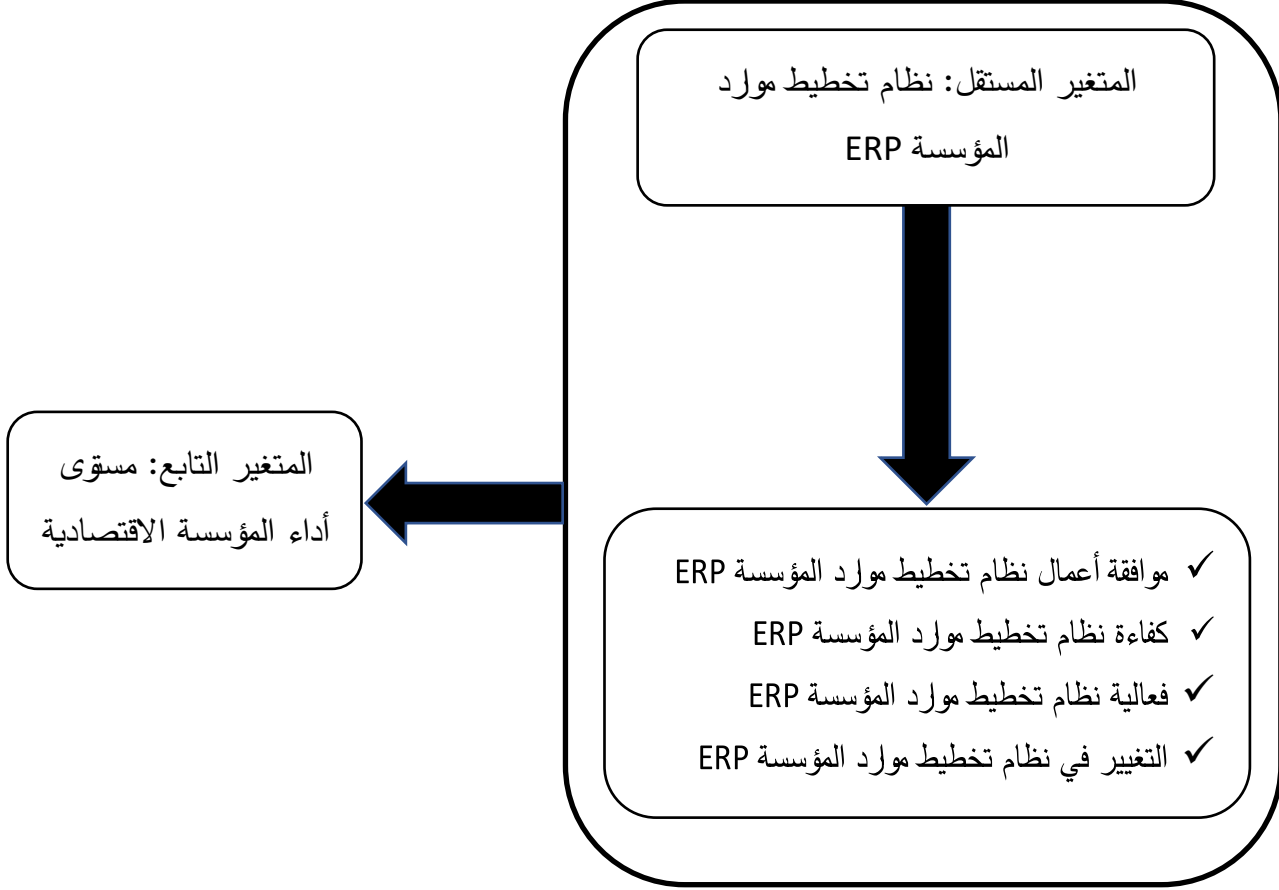 المتغير المستقل: نظام تخطيط موارد
المؤسسة ERP
✓ موافقة أعمال نظام تخطيط موارد المؤسسة ERP
✓ كفاءة نظام تخطيط موارد المؤسسة ERP
✓ فعالية نظام تخطيط موارد المؤسسة ERP
✓ التغيير في نظام تخطيط موارد المؤسسة ERP
المتغير التابع: مستوى
أداء المؤسسة الاقتصادية